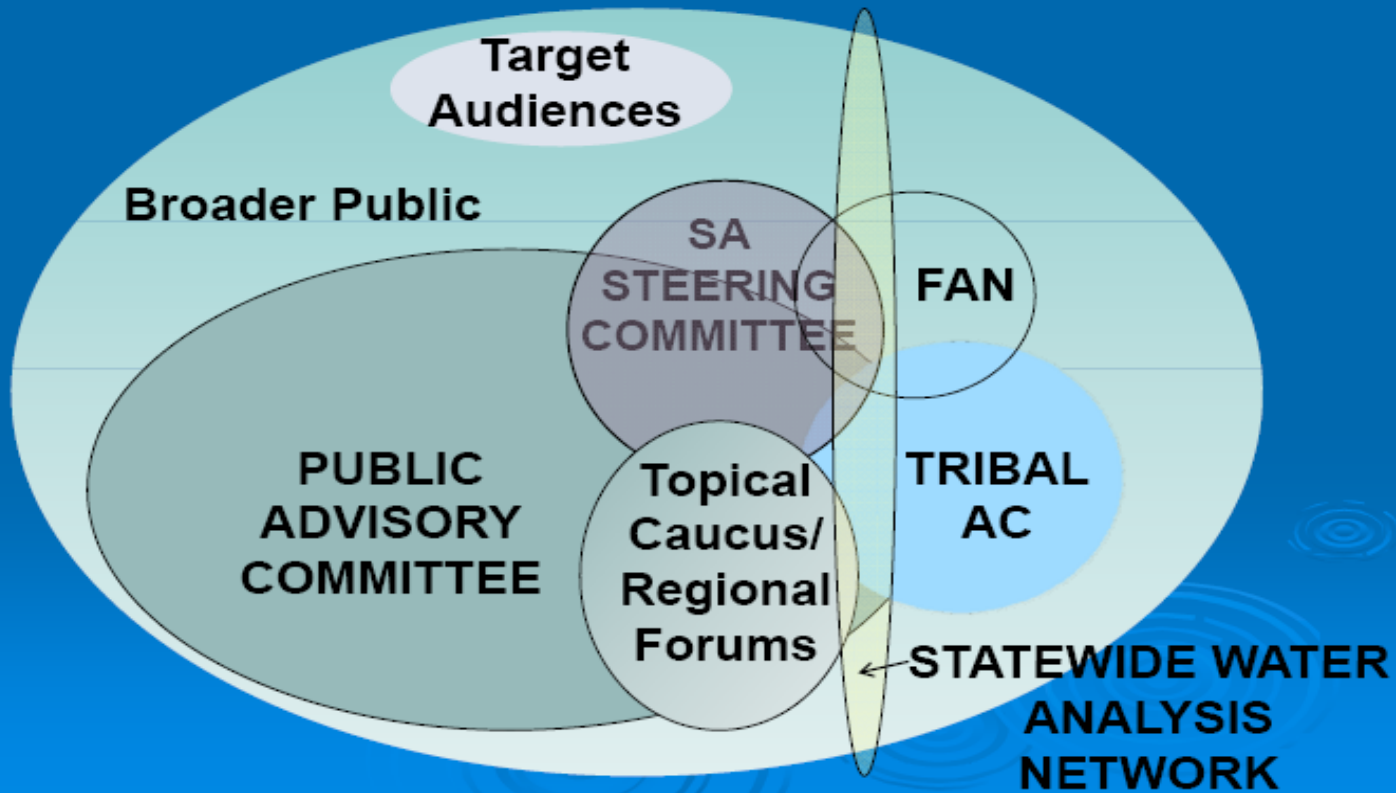 Target
Audiences
Broader Public
SA
STEERING
COMMITTEE
FAN
PUBLIC
ADVISORY
COMMITTEE
Topical
Caucus/
Regional
Forums
TRIBAL
AC
STATEWIDE WATER
ANALYSIS
NETWORK